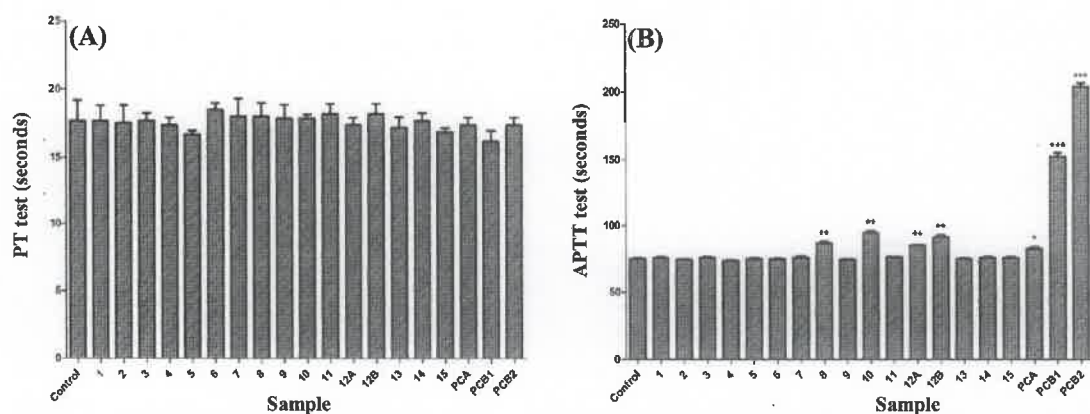 (A)
PT test (seconds)
25
20
15
10
5
0
Control 1 2 3 4 5 6 7 8 9 10 11 12A 12B 13 14 15 PCA PCB1 PCB2
Sample
(B)
APTT test (seconds)
250
200
150
100
50
0
** ** ** ** * *** ***
Control 1 2 3 4 5 6 7 8 9 10 11 12A 12B 13 14 15 PCA PCB1 PCB2
Sample